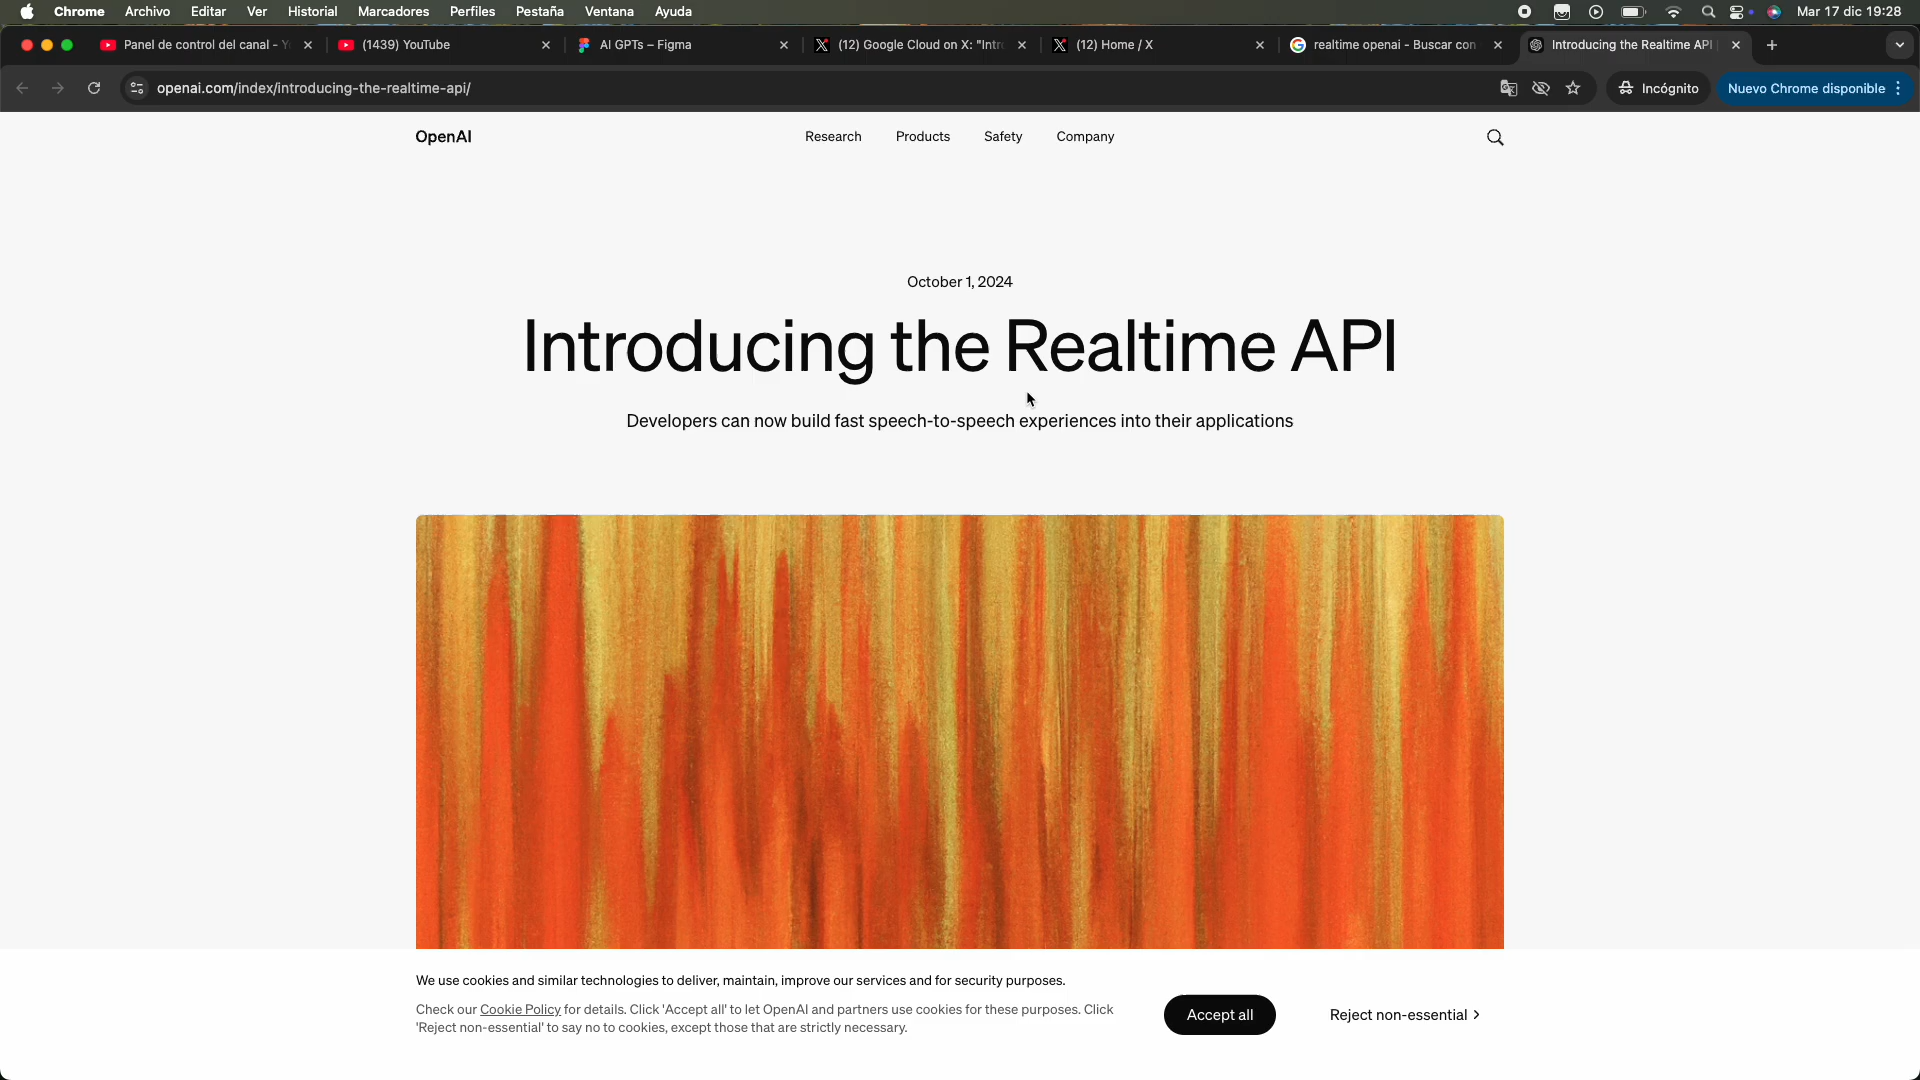 Chrome Archivo Editar Ver Historial Marcadores Perfiles Pestaña Ventana Ayuda Mar 17 dic 19:28
Panel de control del canal - Y (1439) YouTube AI GPTs – Figma (12) Google Cloud on X: "Intro (12) Home / X realtime openai - Buscar con Introducing the Realtime API
openai.com/index/introducing-the-realtime-api/ Incógnito Nuevo Chrome disponible
OpenAI Research Products Safety Company
October 1, 2024
Introducing the Realtime API
Developers can now build fast speech-to-speech experiences into their applications
We use cookies and similar technologies to deliver, maintain, improve our services and for security purposes.
Check our Cookie Policy for details. Click 'Accept all' to let OpenAI and partners use cookies for these purposes. Click
'Reject non-essential' to say no to cookies, except those that are strictly necessary.
Accept all Reject non-essential